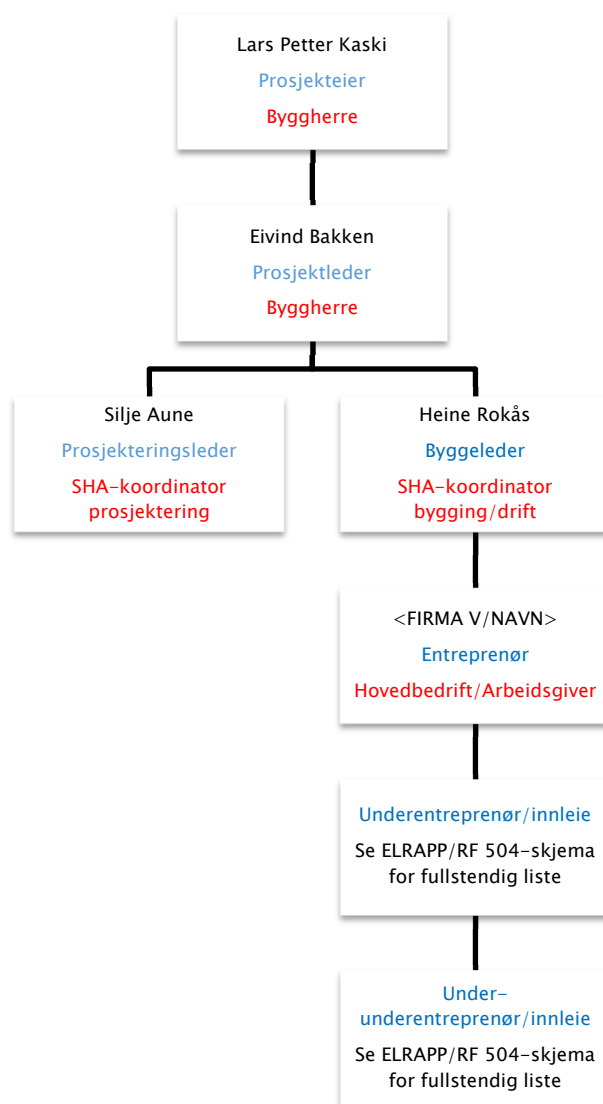 Lars Petter Kaski
Prosjekteier
Byggherre
Eivind Bakken
Prosjektleder
Byggherre
Silje Aune
Prosjekteringsleder
SHA-koordinator
prosjektering
Heine Rokås
Byggeleder
SHA-koordinator
bygging/drift
<FIRMA V/NAVN>
Entreprenør
Hovedbedrift/Arbeidsgiver
Underentreprenør/innleie
Se ELRAPP/RF 504-skjema
for fullstendig liste
Under-
underentreprenør/innleie
Se ELRAPP/RF 504-skjema
for fullstendig liste